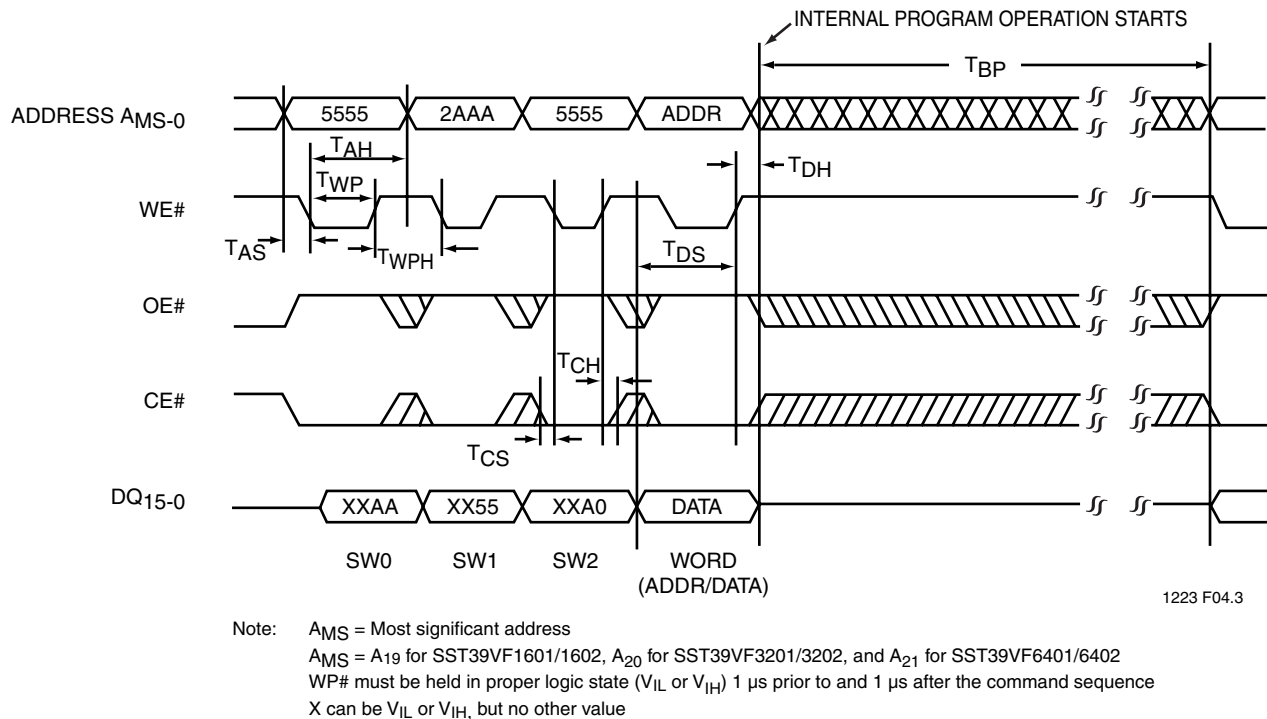 INTERNAL PROGRAM OPERATION STARTS
TBP
ADDRESS AMS-0
5555 2AAA 5555 ADDR
TAH
TDH
TWP
WE#
TAS
TWPH
TDS
OE#
TCH
CE#
TCS
DQ15-0
XXAA XX55 XXA0 DATA
SW0 SW1 SW2 WORD
(ADDR/DATA)
1223 F04.3
Note: AMS = Most significant address
AMS = A19 for SST39VF1601/1602, A20 for SST39VF3201/3202, and A21 for SST39VF6401/6402
WP# must be held in proper logic state (VIL or VIH) 1 µs prior to and 1 µs after the command sequence
X can be VIL or VIH, but no other value